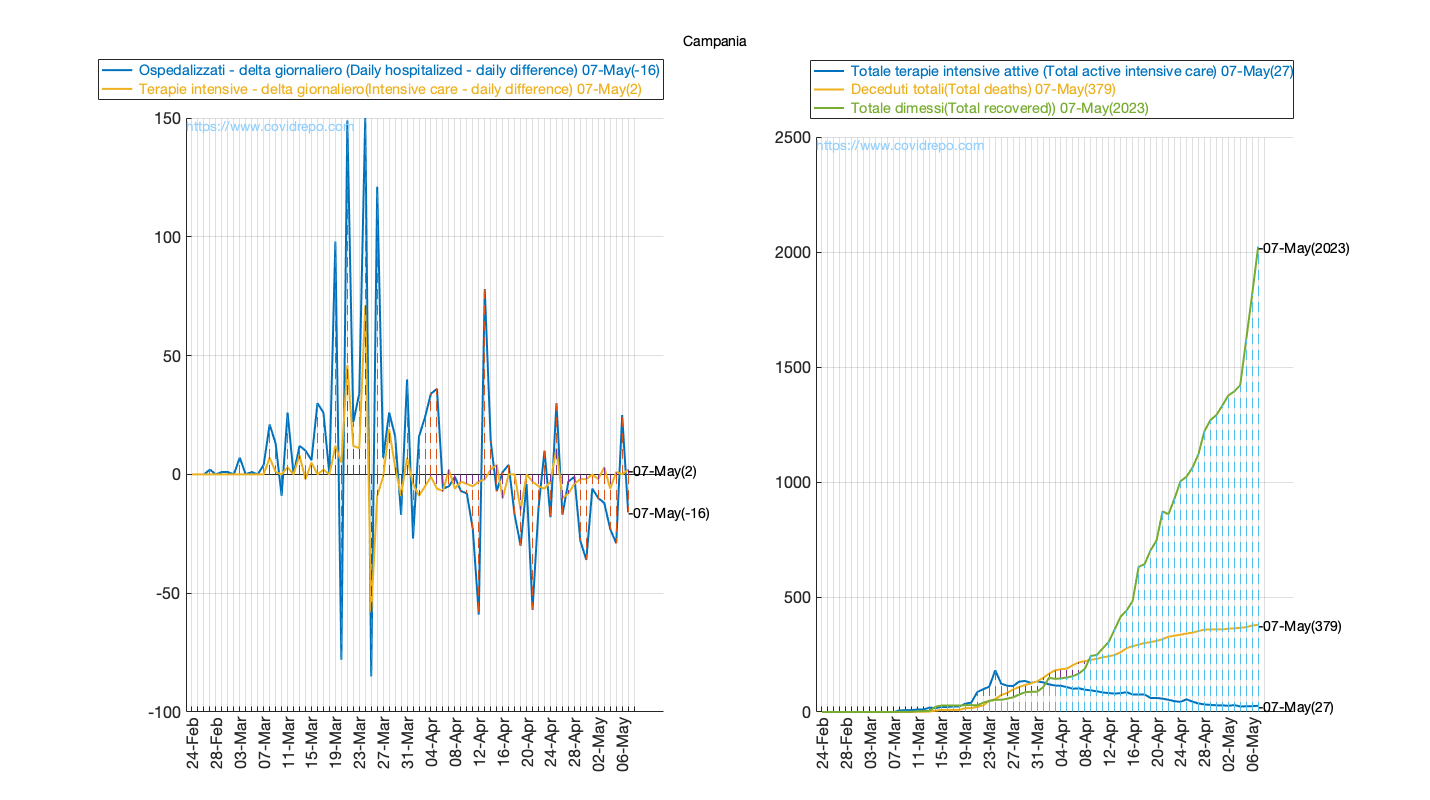 Campania
Ospedalizzati - delta giornaliero (Daily hospitalized - daily difference) 07-May(-16)
Terapie intensive - delta giornaliero(Intensive care - daily difference) 07-May(2)
https://www.covidrepo.com
150
100
50
0
-50
-100
-07-May(2)
-07-May(-16)
24-Feb
28-Feb
03-Mar
07-Mar
11-Mar
15-Mar
19-Mar
23-Mar
27-Mar
31-Mar
04-Apr
08-Apr
12-Apr
16-Apr
20-Apr
24-Apr
28-Apr
02-May
06-May
Totale terapie intensive attive (Total active intensive care) 07-May(27)
Deceduti totali(Total deaths) 07-May(379)
Totale dimessi(Total recovered)) 07-May(2023)
https://www.covidrepo.com
2500
2000
1500
1000
500
0
-07-May(2023)
-07-May(379)
-07-May(27)
24-Feb
28-Feb
03-Mar
07-Mar
11-Mar
15-Mar
19-Mar
23-Mar
27-Mar
31-Mar
04-Apr
08-Apr
12-Apr
16-Apr
20-Apr
24-Apr
28-Apr
02-May
06-May